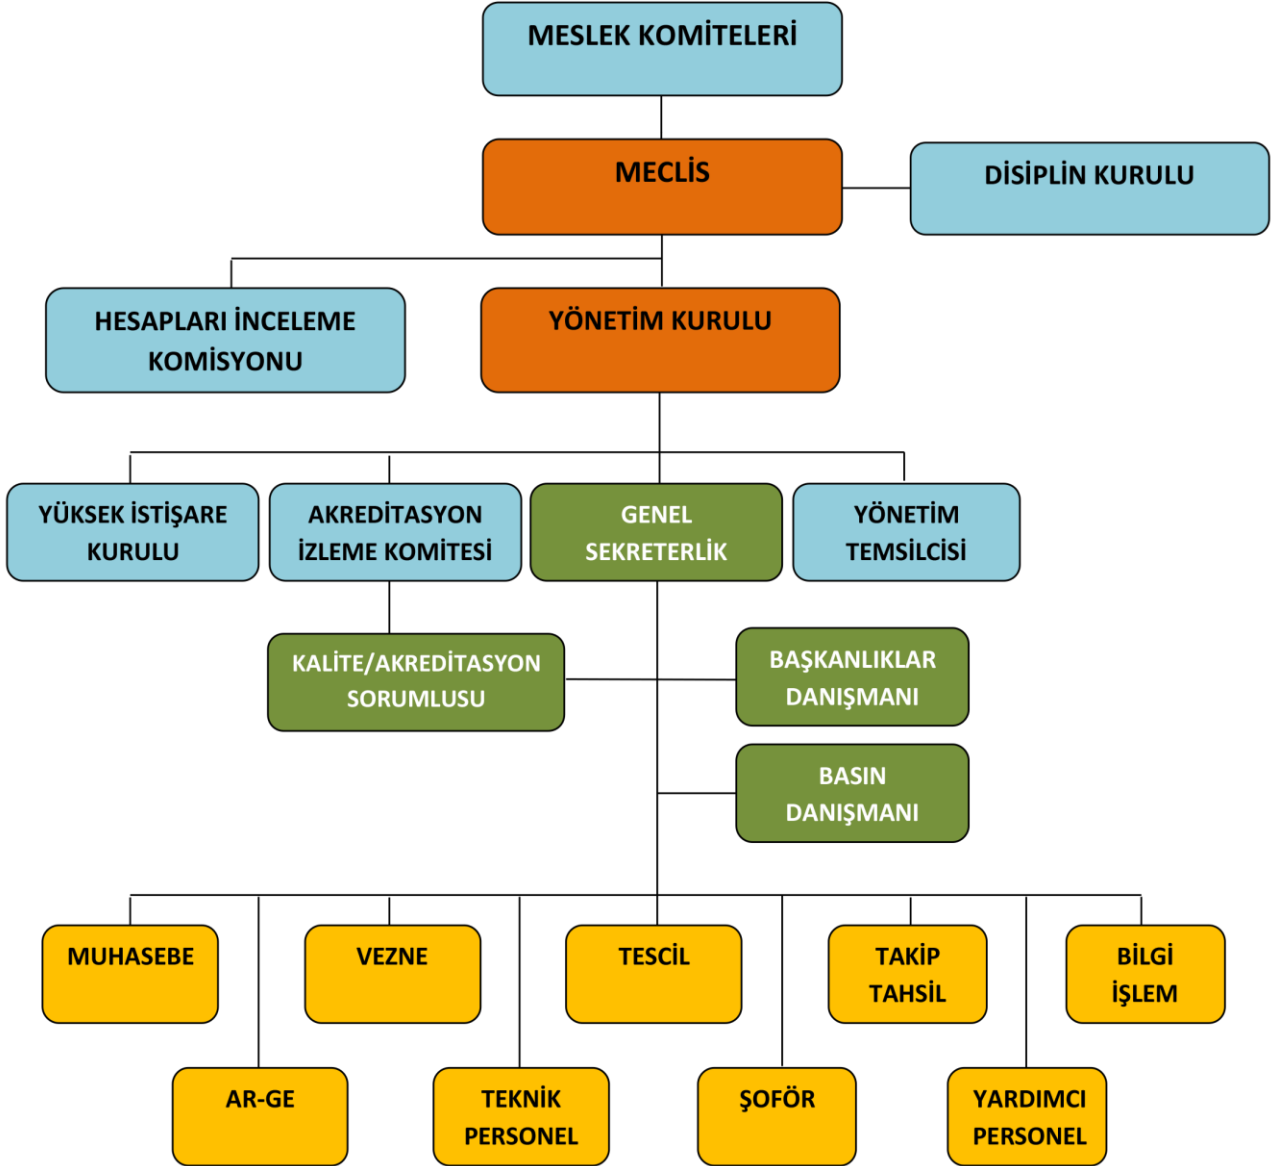 MESLEK KOMİTELERİ
MECLİS
DİSİPLİN KURULU
HESAPLARI İNCELEME
KOMİSYONU
YÖNETİM KURULU
YÜKSEK İSTİŞARE
KURULU
AKREDİTASYON
İZLEME KOMİTESİ
GENEL
SEKRETERLİK
YÖNETİM
TEMSİLCİSİ
KALİTE/AKREDİTASYON
SORUMLUSU
BAŞKANLIKLAR
DANIŞMANI
BASIN
DANIŞMANI
MUHASEBE
VEZNE
TESCİL
TAKİP
TAHSİL
BİLGİ
İŞLEM
AR-GE
TEKNİK
PERSONEL
ŞOFÖR
YARDIMCI
PERSONEL